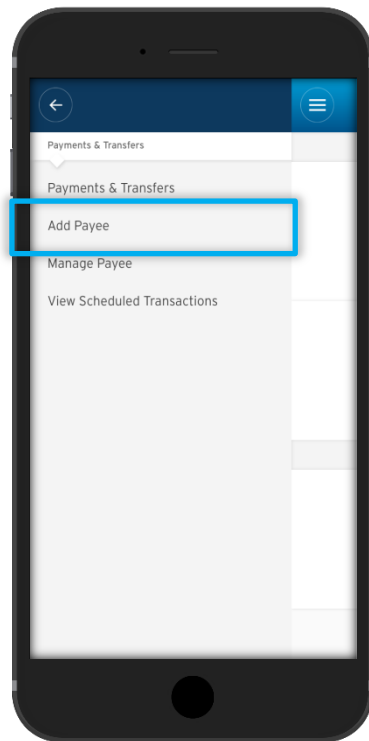 Payments & Transfers
Payments & Transfers
Add Payee
Manage Payee
View Scheduled Transactions